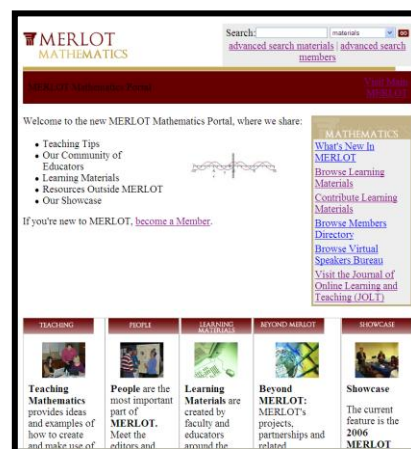 MERLOT
MATHEMATICS
Search: materials GO
advanced search materials | advanced search
members
MERLOT Mathematics Portal
Visit Main
MERLOT
Welcome to the new MERLOT Mathematics Portal, where we share:
Teaching Tips
Our Community of
Educators
Learning Materials
Resources Outside MERLOT
Our Showcase
If you're new to MERLOT, become a Member.
MATHEMATICS
What's New In
MERLOT
Browse Learning
Materials
Contribute Learning
Materials
Browse Members
Directory
Browse Virtual
Speakers Bureau
Visit the Journal of
Online Learning and
Teaching (JOLT)
TEACHING
Teaching
Mathematics
provides ideas
and examples of
how to create
and make use of
PEOPLE
People are the
most important
part of
MERLOT.
Meet the
editors and
LEARNING
MATERIALS
Learning
Materials are
created by
faculty and
educators
around the
BEYOND MERLOT
Beyond
MERLOT:
MERLOT's
projects,
partnerships and
related
SHOWCASE
Showcase
The current
feature is the
2006
MERLOT